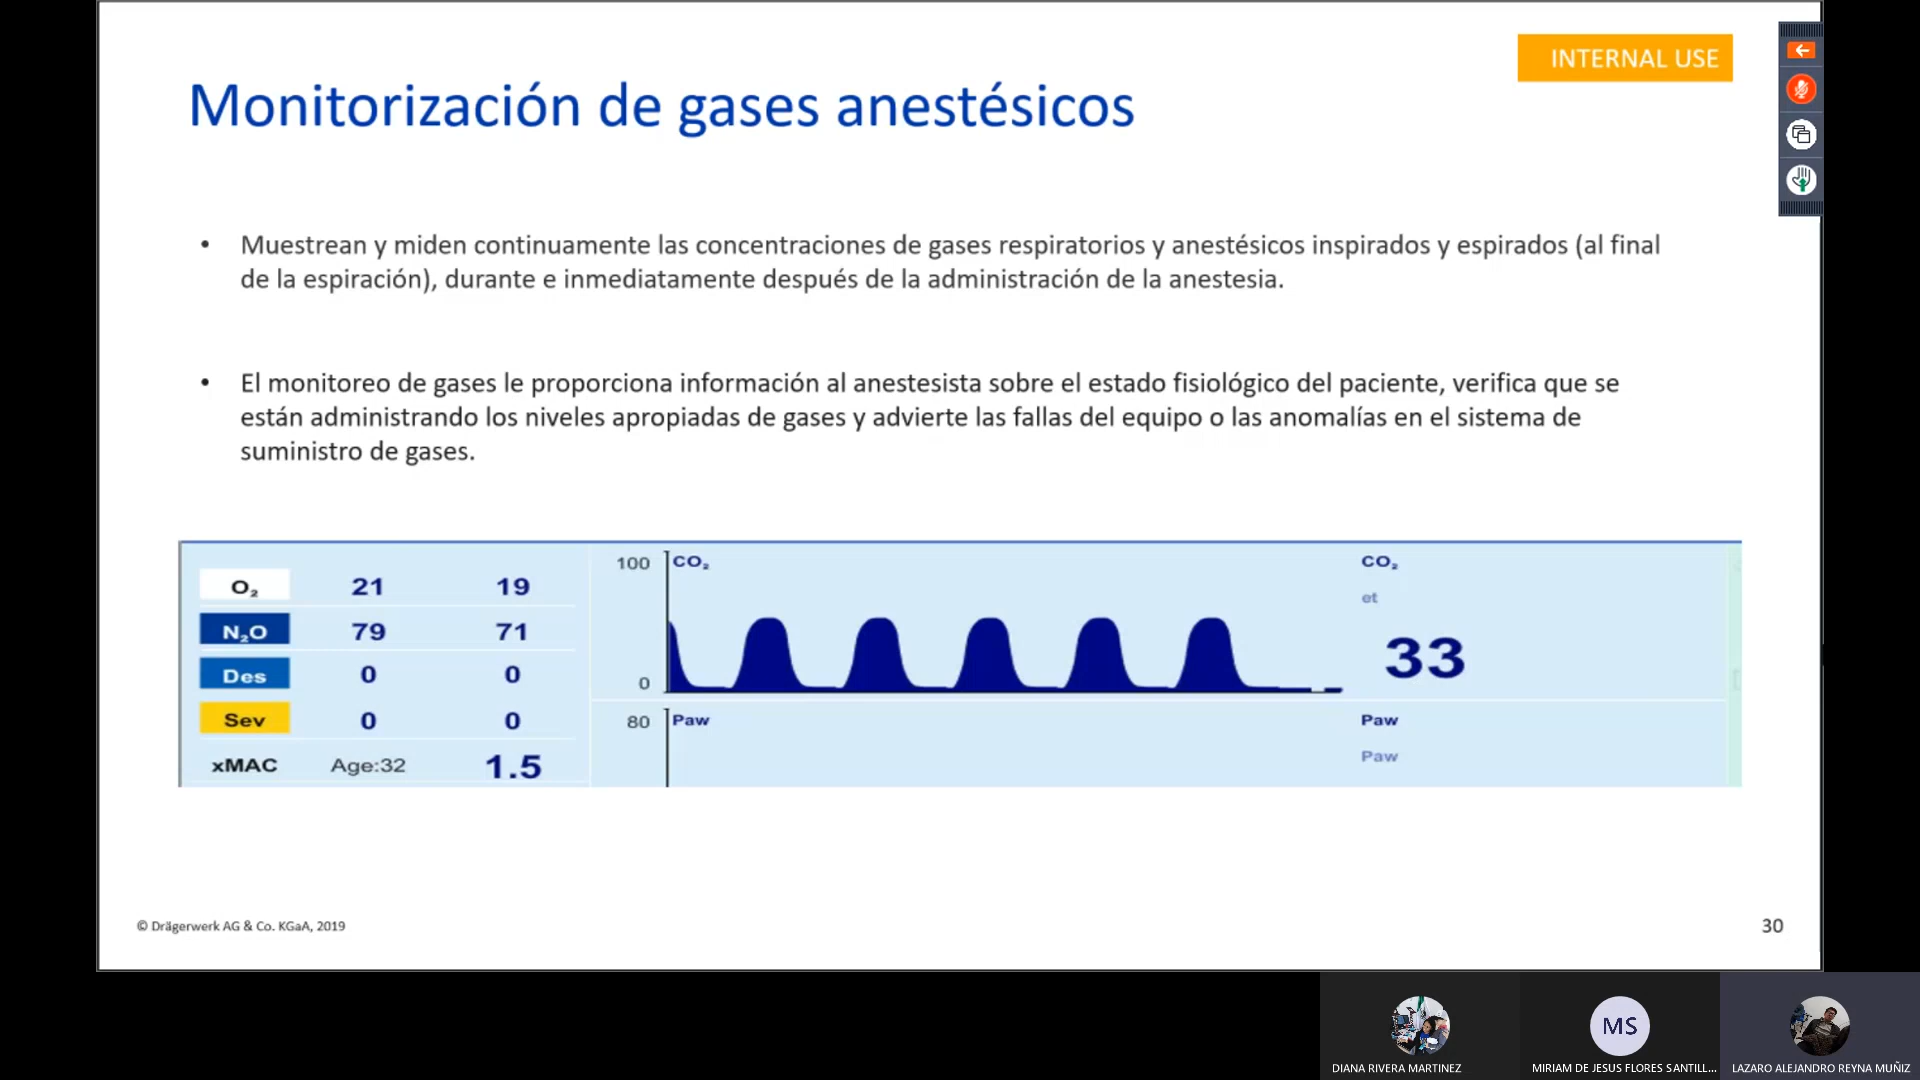 INTERNAL USE
Monitorización de gases anestésicos
• Muestrean y miden continuamente las concentraciones de gases respiratorios y anestésicos inspirados y espirados (al final
de la espiración), durante e inmediatamente después de la administración de la anestesia.
• El monitoreo de gases le proporciona información al anestesista sobre el estado fisiológico del paciente, verifica que se
están administrando los niveles apropiadas de gases y advierte las fallas del equipo o las anomalías en el sistema de
suministro de gases.
O₂ 21 19
N₂O 79 71
Des 0 0
Sev 0 0
xMAC Age:32 1.5
100 CO₂
0
80 Paw
CO₂
et
33
Paw
Paw
© Drägerwerk AG & Co. KGaA, 2019
30
MS
DIANA RIVERA MARTINEZ
MIRIAM DE JESUS FLORES SANTILL...
LAZARO ALEJANDRO REYNA MUÑIZ